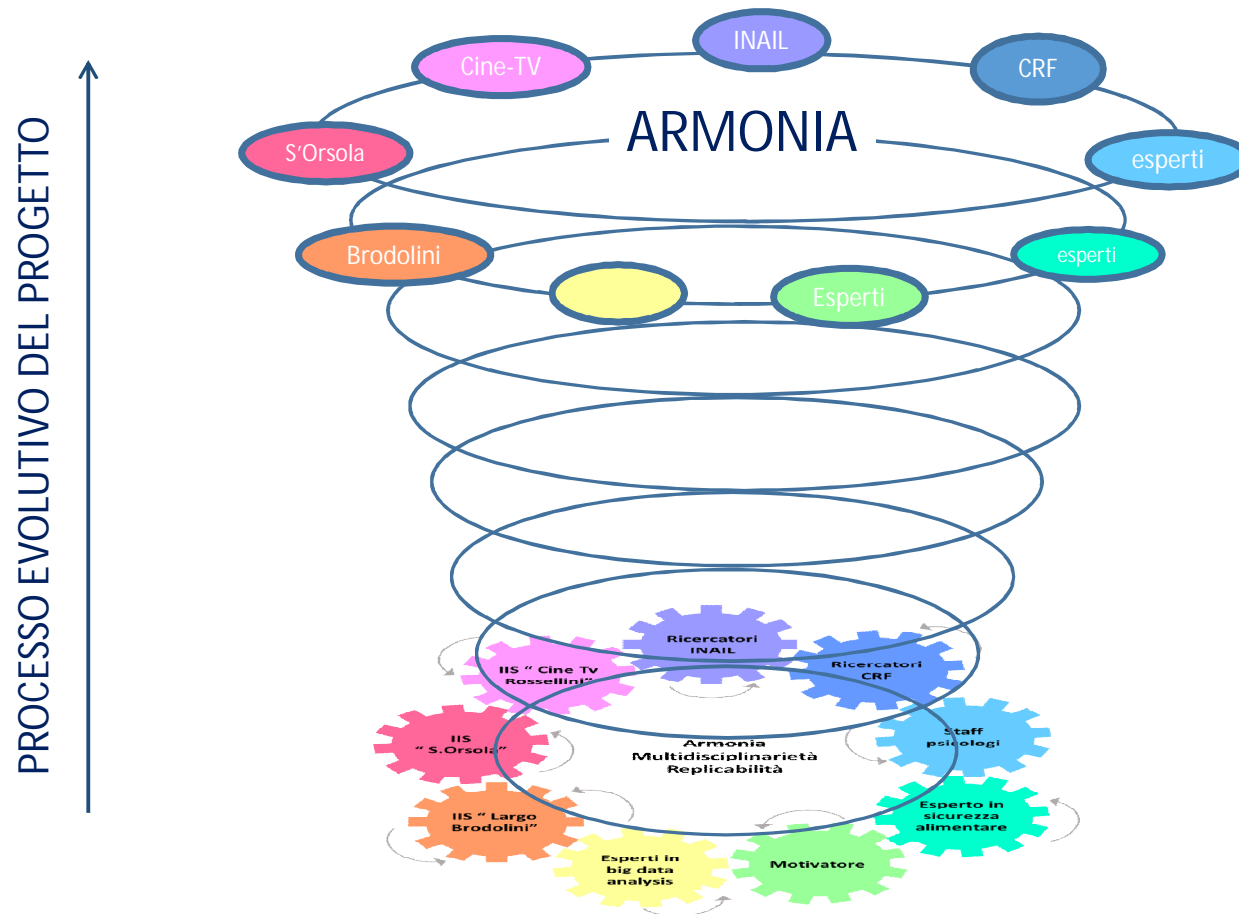 PROCESSO EVOLUTIVO DEL PROGETTO
INAIL
Cine-TV
CRF
ARMONIA
S'Orsola
esperti
Brodolini
esperti
Esperti
Ricercatori
INAIL
IIS “ Cine Tv
Rossellini”
Ricercatori
CRF
IIS
“ S.Orsola”
Armonia
Multidisciplinarietà
Replicabilità
Staff
psicologi
IIS “ Largo
Brodolini”
Esperto in
sicurezza
alimentare
Esperti in
big data
analysis
Motivatore